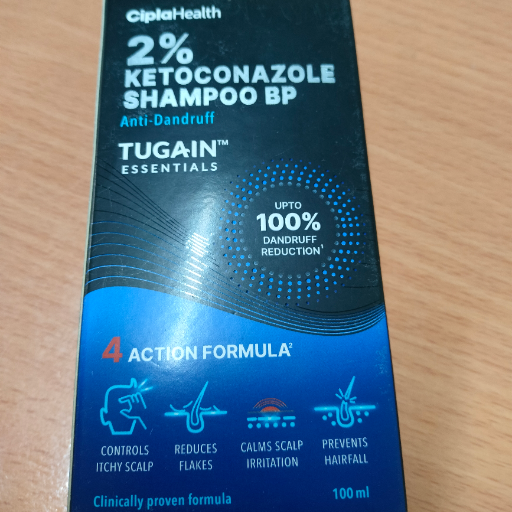 CiplaHealth
2%
KETOCONAZOLE
SHAMPOO BP
Anti-Dandruff
TUGAIN™
ESSENTIALS
UPTO
100%
DANDRUFF
REDUCTION¹
4 ACTION FORMULA²
CONTROLS
ITCHY SCALP
REDUCES
FLAKES
CALMS SCALP
IRRITATION
PREVENTS
HAIRFALL
Clinically proven formula
100 ml